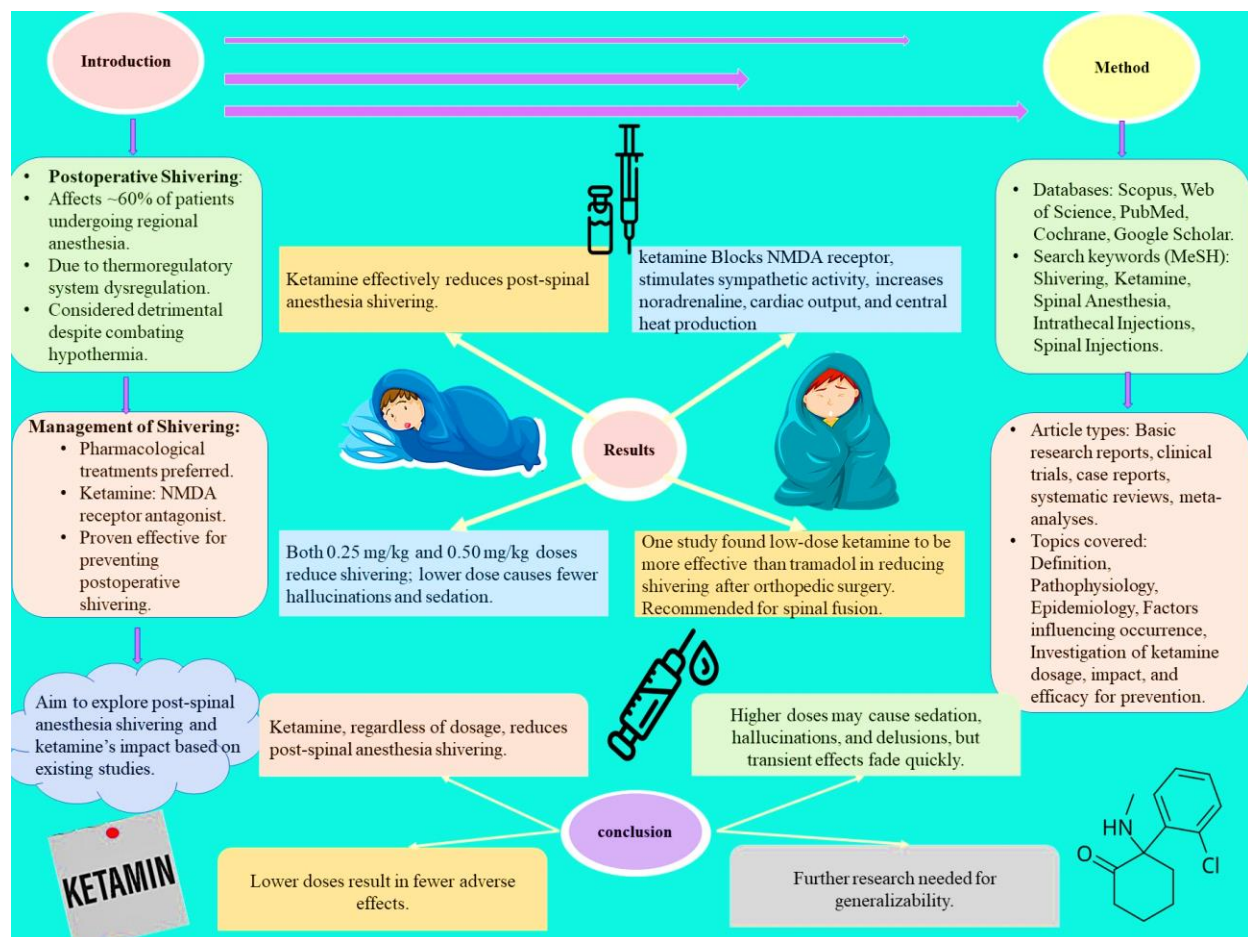 Introduction
• Postoperative Shivering:
• Affects ~60% of patients
undergoing regional
anesthesia.
• Due to thermoregulatory
system dysregulation.
• Considered detrimental
despite combating
hypothermia.
Management of Shivering:
• Pharmacological
treatments preferred.
• Ketamine: NMDA
receptor antagonist.
• Proven effective for
preventing
postoperative
shivering.
Aim to explore post-spinal
anesthesia shivering and
ketamine’s impact based on
existing studies.
KETAMIN
Method
• Databases: Scopus, Web
of Science, PubMed,
Cochrane, Google Scholar.
• Search keywords (MeSH):
Shivering, Ketamine,
Spinal Anesthesia,
Intrathecal Injections,
Spinal Injections.
• Article types: Basic
research reports, clinical
trials, case reports,
systematic reviews, meta-
analyses.
• Topics covered:
Definition,
Pathophysiology,
Epidemiology, Factors
influencing occurrence,
Investigation of ketamine
dosage, impact, and
efficacy for prevention.
Results
Ketamine effectively reduces post-spinal
anesthesia shivering.
ketamine Blocks NMDA receptor,
stimulates sympathetic activity, increases
noradrenaline, cardiac output, and central
heat production
Both 0.25 mg/kg and 0.50 mg/kg doses
reduce shivering; lower dose causes fewer
hallucinations and sedation.
One study found low-dose ketamine to be
more effective than tramadol in reducing
shivering after orthopedic surgery.
Recommended for spinal fusion.
conclusion
Ketamine, regardless of dosage, reduces
post-spinal anesthesia shivering.
Higher doses may cause sedation,
hallucinations, and delusions, but
transient effects fade quickly.
Lower doses result in fewer adverse
effects.
Further research needed for
generalizability.
HN
O
Cl